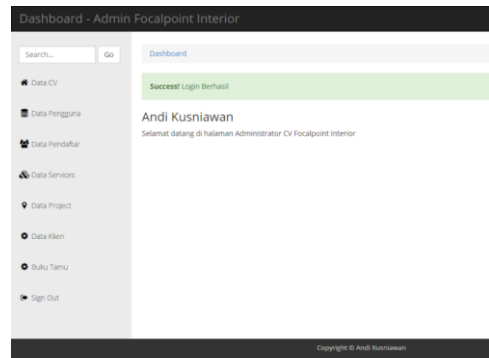 Dashboard - Admin Focalpoint Interior
Search...
Go
Dashboard
Data CV
Success! Login Berhasil
Data Pengguna
Andi Kusniawan
Selamat datang di halaman Administrator CV Focalpoint Interior
Data Pendaftar
Data Services
Data Project
Data Klien
Buku Tamu
Sign Out
Copyright © Andi Kusniawan